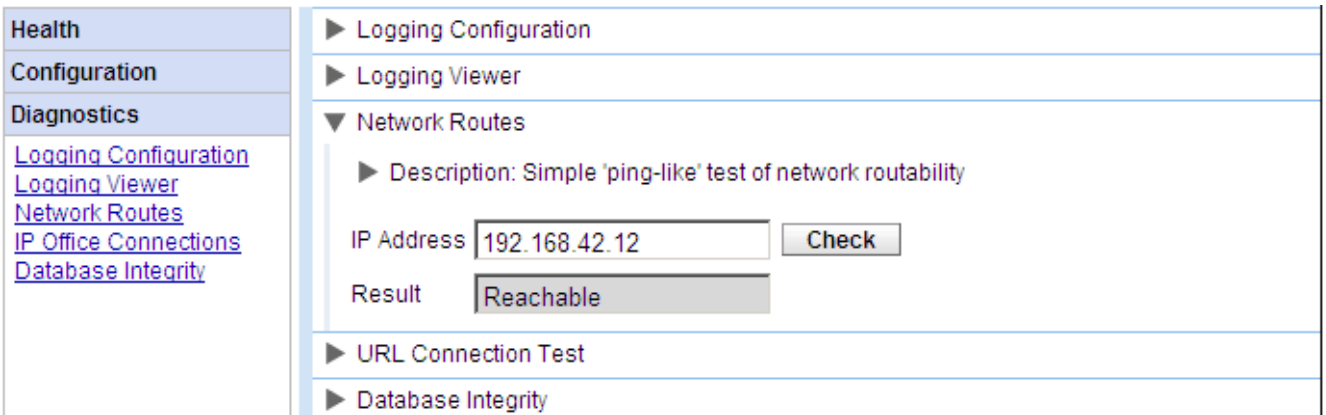 Health
Configuration
Diagnostics
Logging Configuration
Logging Viewer
Network Routes
IP Office Connections
Database Integrity
Logging Configuration
Logging Viewer
Network Routes
Description: Simple 'ping-like' test of network routability
IP Address 192.168.42.12 Check
Result Reachable
URL Connection Test
Database Integrity